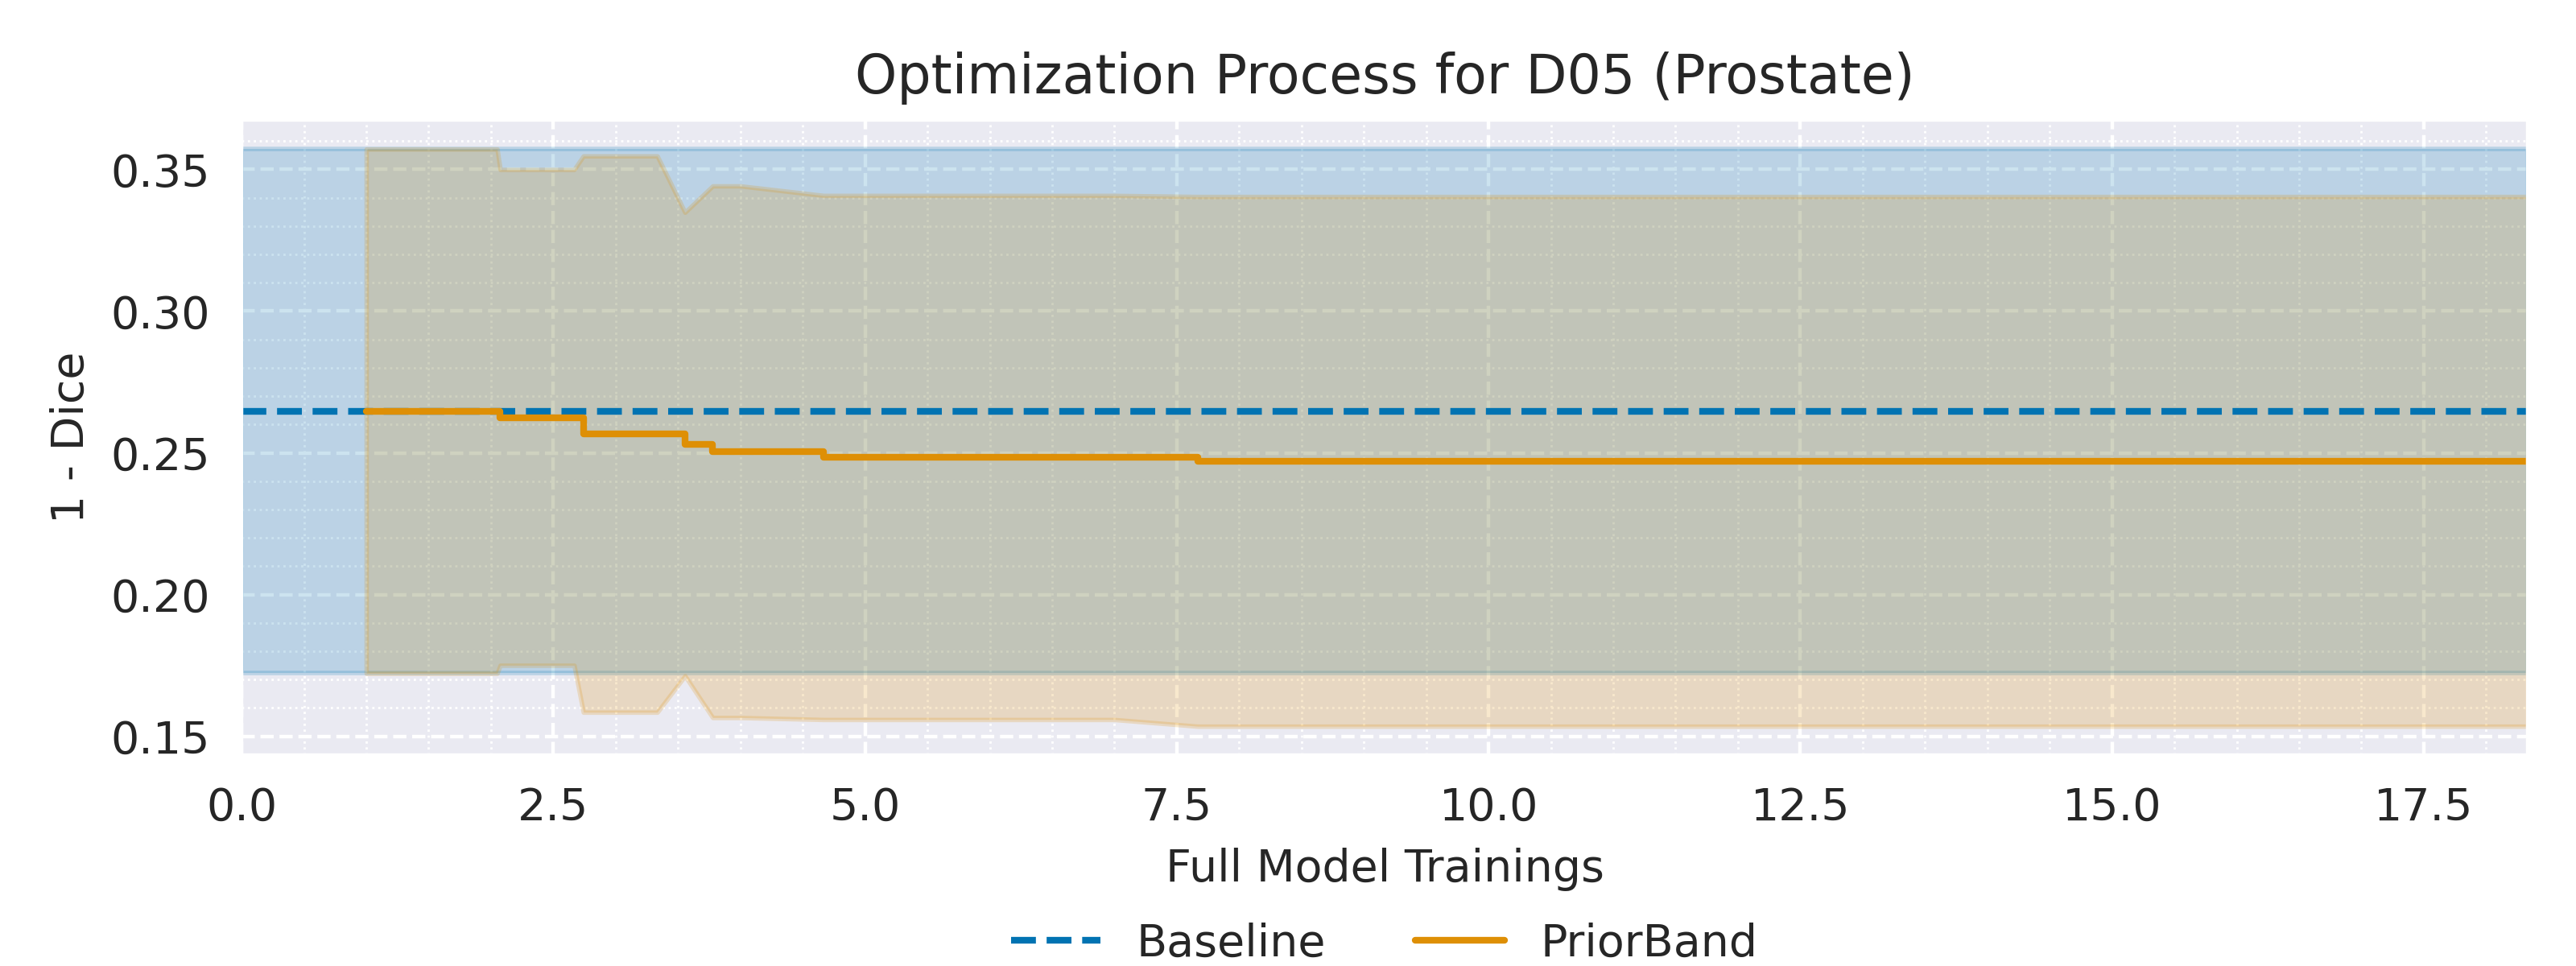 Optimization Process for D05 (Prostate)
1 - Dice
0.35
0.30
0.25
0.20
0.15
0.0 2.5 5.0 7.5 10.0 12.5 15.0 17.5
Full Model Trainings
Baseline PriorBand